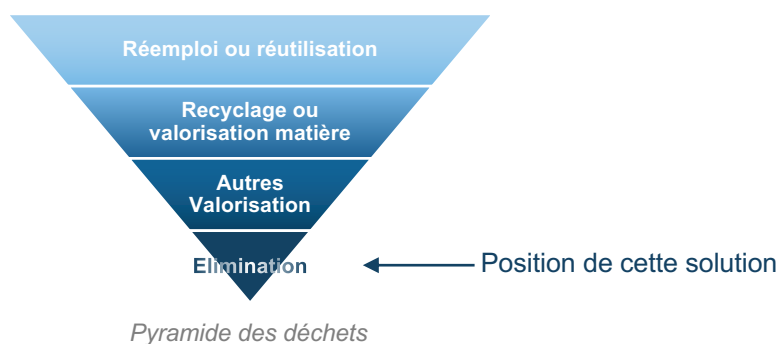 Réemploi ou réutilisation
Recyclage ou
valorisation matière
Autres
Valorisation
Elimination
Position de cette solution
Pyramide des déchets